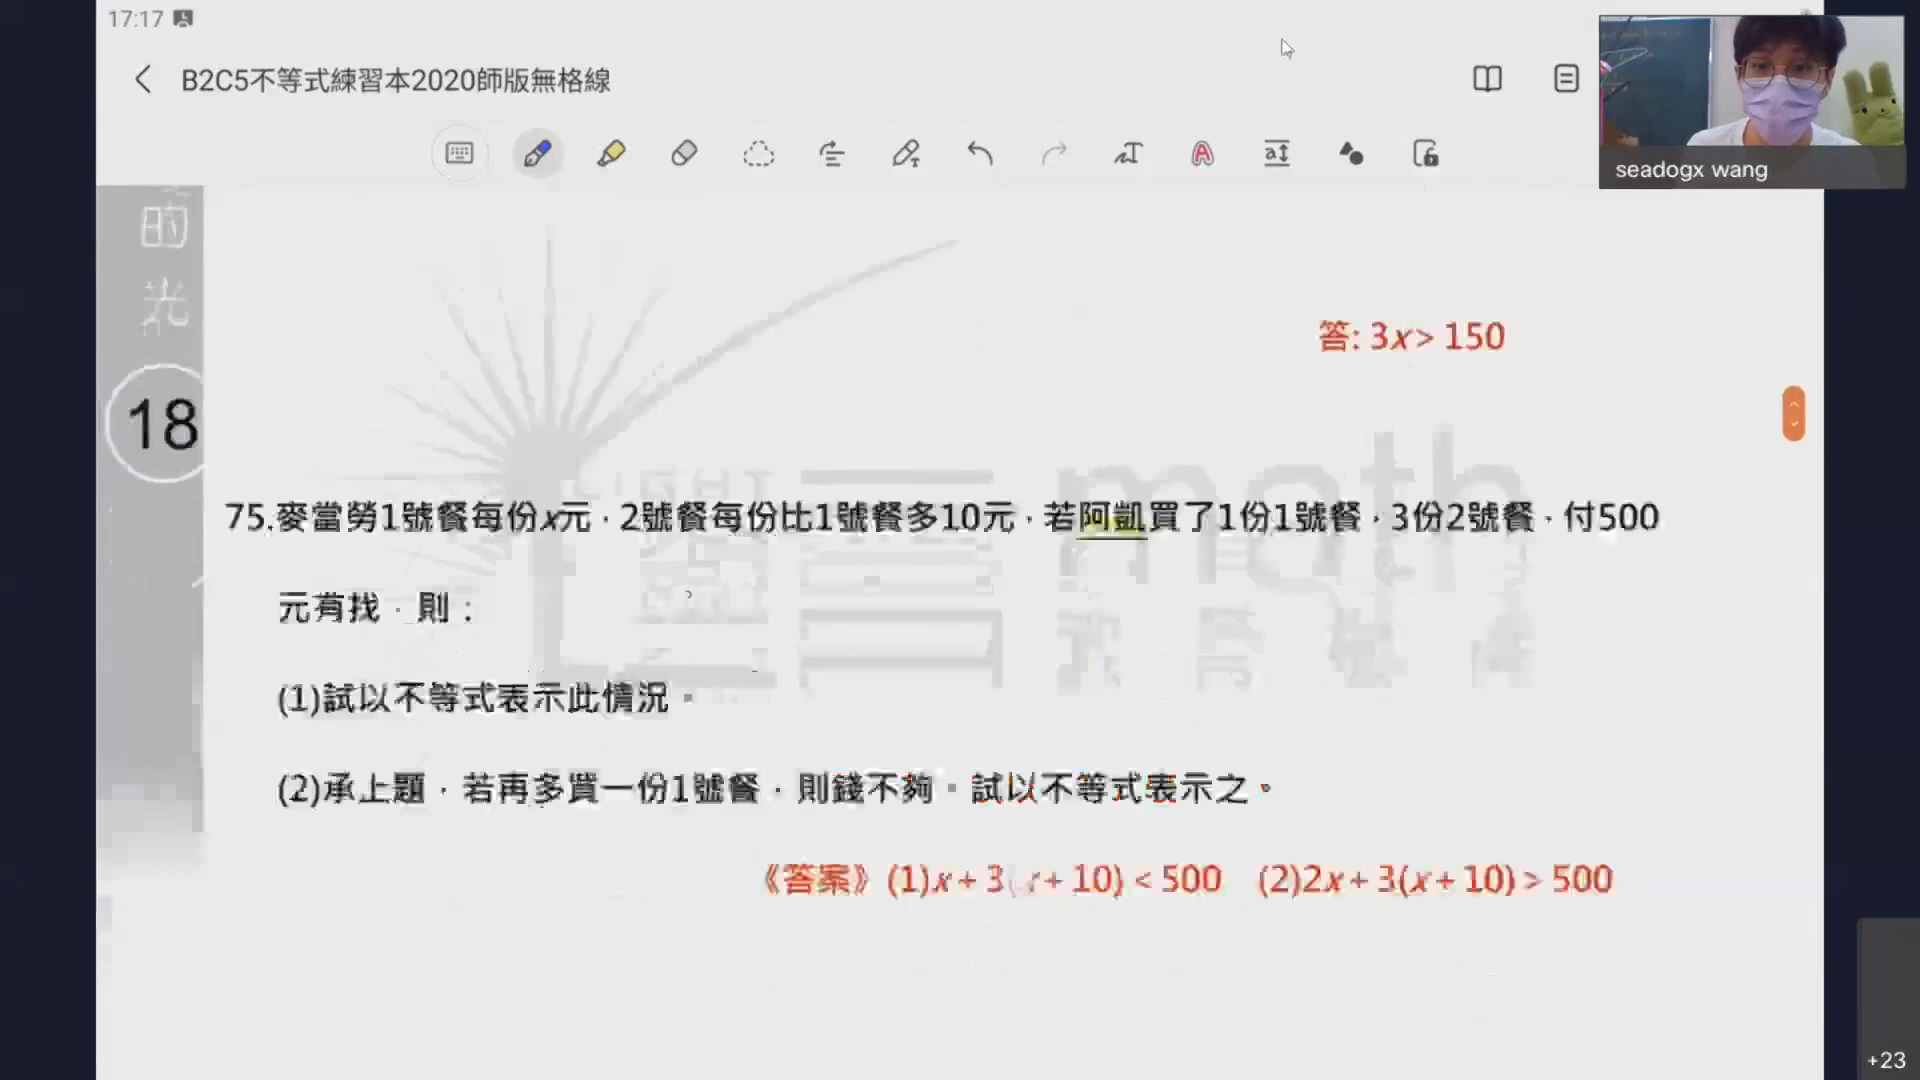 17:17
B2C5不等式練習本2020師版無格線
seadogx wang
的
光
18
答: 3x> 150
LIGHT
math
75.麥當勞1號餐每份x元，2號餐每份比1號餐多10元，若阿凱買了1份1號餐，3份2號餐，付500
元有找，則：
(1)試以不等式表示此情況。
(2)承上題，若再多買一份1號餐，則錢不夠。試以不等式表示之。
《答案》(1)x+ 3(x+ 10) < 500 (2)2x+ 3(x+ 10) > 500
+23